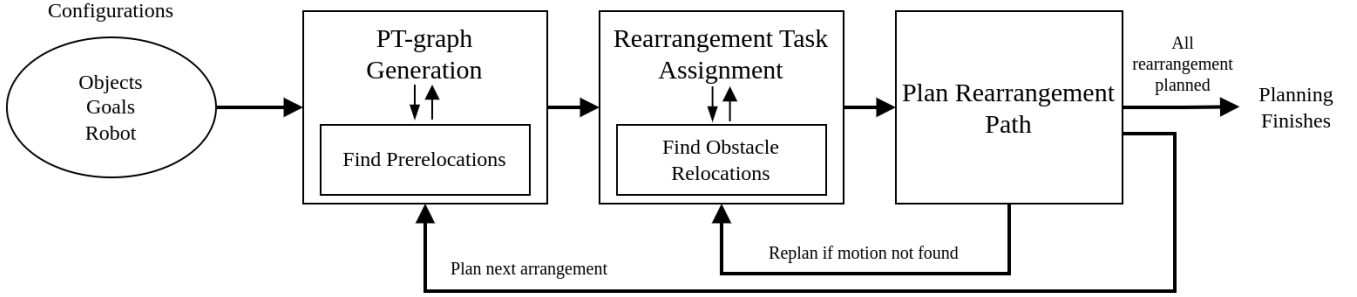 Configurations
Objects
Goals
Robot
PT-graph
Generation
Find Prerelocations
Rearrangement Task
Assignment
Find Obstacle
Relocations
Plan Rearrangement
Path
All
rearrangement
planned
Planning
Finishes
Replan if motion not found
Plan next arrangement